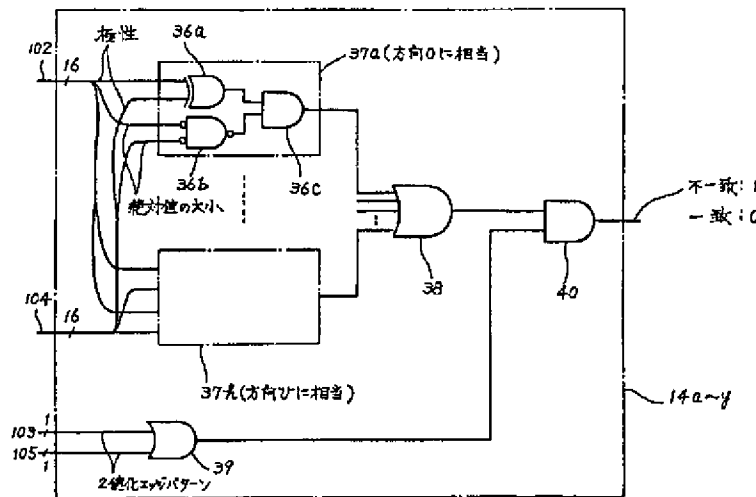 極性
36a
37a(方向0に相当)
102
16
36b
36c
絶対値の大小
不一致:1
一致:0
38
40
104
16
37h(方向ひに相当)
14a~y
103
1
105
1
39
2値化エッジパターン